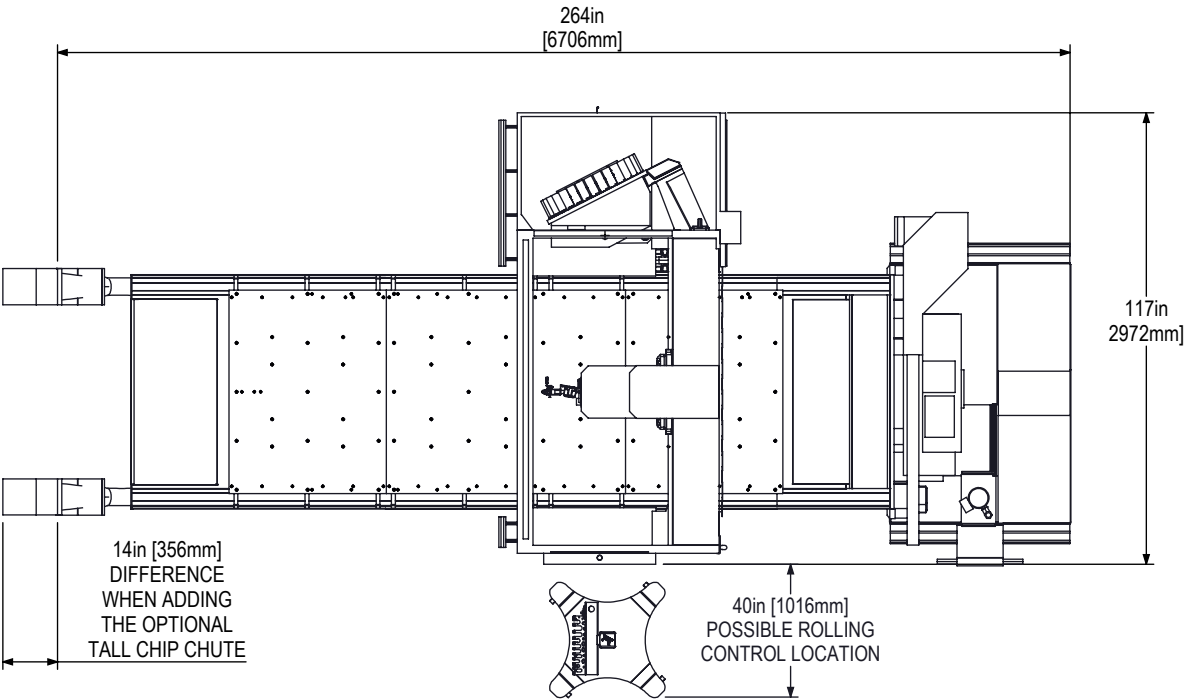 264in
[6706mm]
117in
2972mm]
14in [356mm]
DIFFERENCE
WHEN ADDING
THE OPTIONAL
TALL CHIP CHUTE
40in [1016mm]
POSSIBLE ROLLING
CONTROL LOCATION